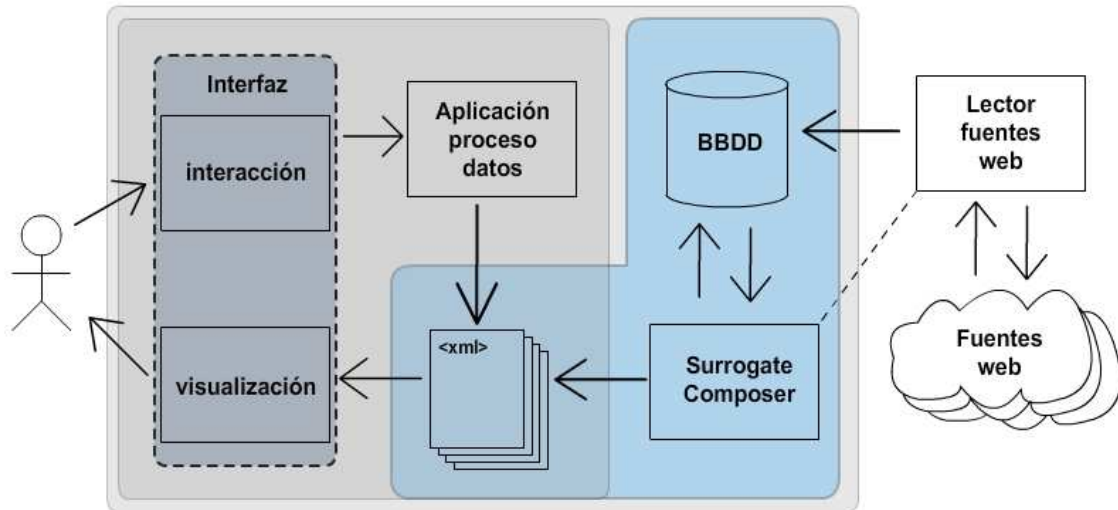 Interfaz
interacción
visualización
Aplicación
proceso
datos
<xml>
BBDD
Surrogate
Composer
Lector
fuentes
web
Fuentes
web